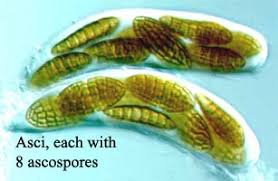 Asci, each with
8 ascospores